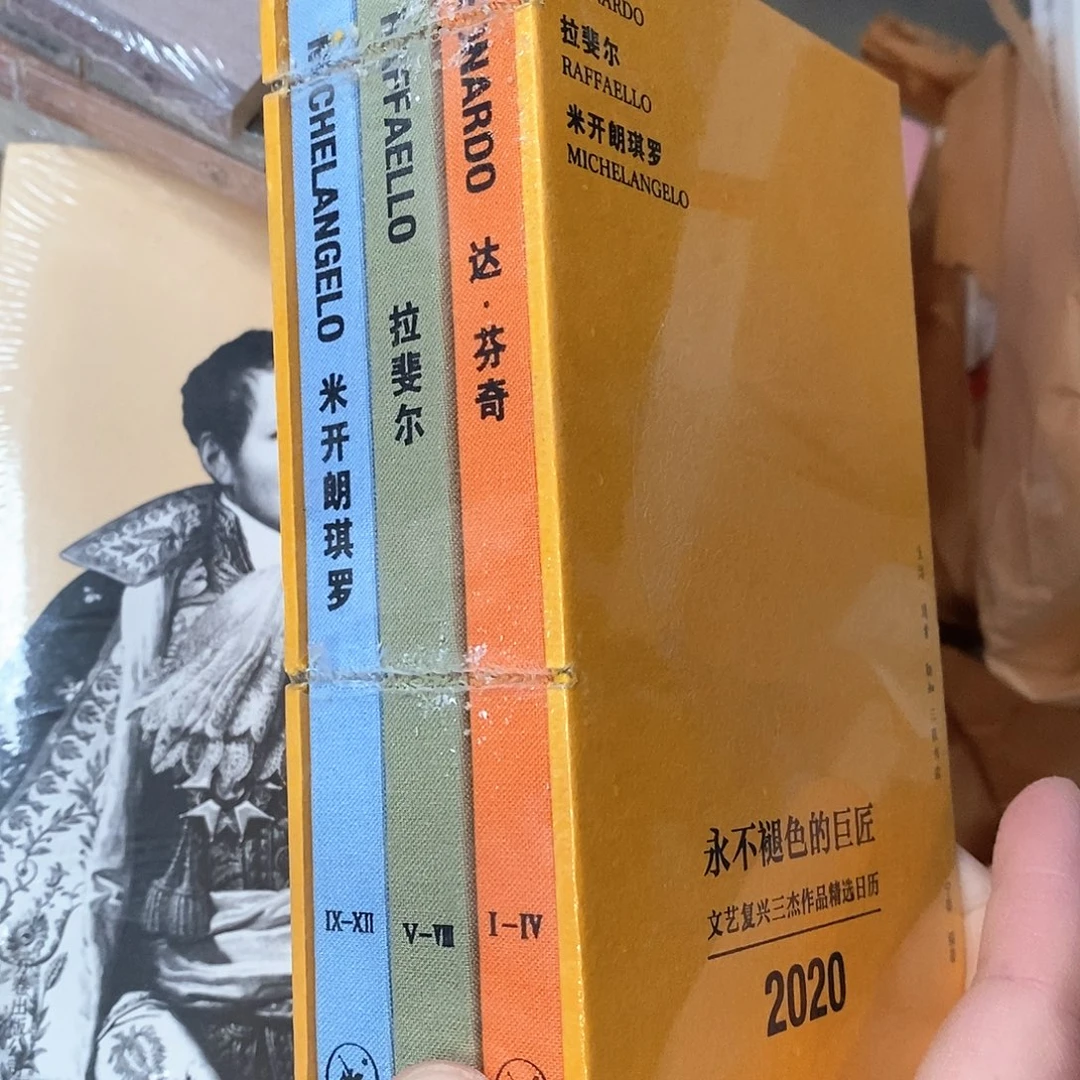 MICHELANGELO 米开朗琪罗
IX-XII
RAFFAELLO 拉斐尔
V-VIII
NARDO 达·芬奇
I-IV
ARDO
拉斐尔
RAFFAELLO
米开朗琪罗
MICHELANGELO
永不褪色的巨匠
文艺复兴三杰作品精选日历
2020